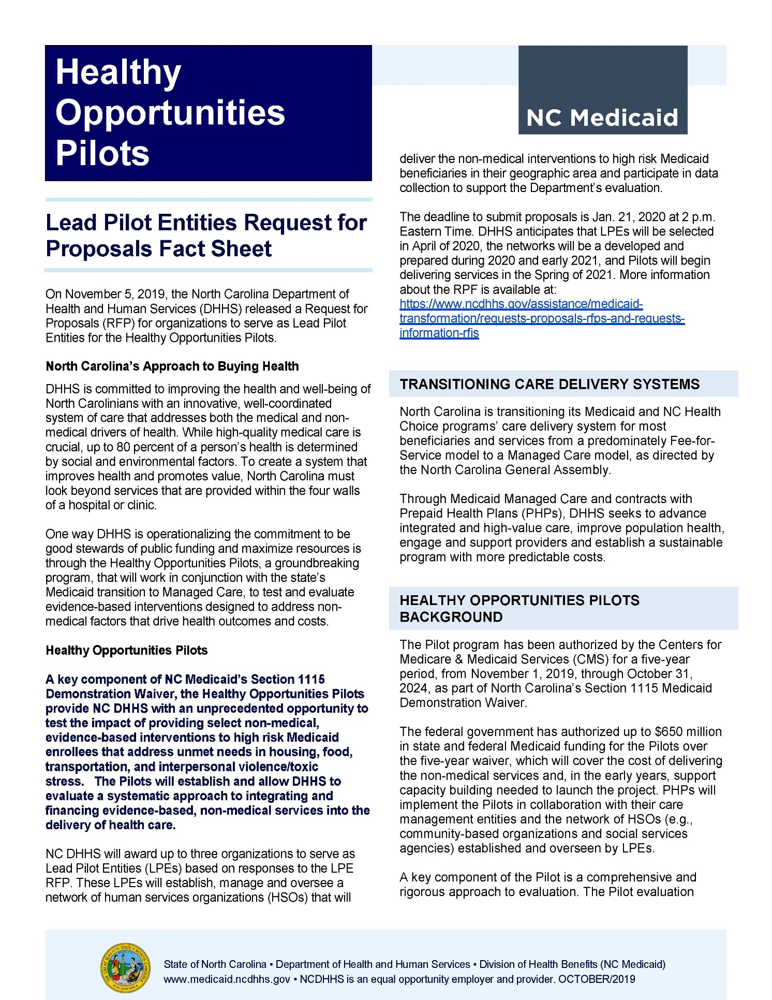 Healthy
Opportunities
Pilots
NC Medicaid
Lead Pilot Entities Request for
Proposals Fact Sheet
On November 5, 2019, the North Carolina Department of
Health and Human Services (DHHS) released a Request for
Proposals (RFP) for organizations to serve as Lead Pilot
Entities for the Healthy Opportunities Pilots.
North Carolina's Approach to Buying Health
DHHS is committed to improving the health and well-being of
North Carolinians with an innovative, well-coordinated
system of care that addresses both the medical and non-
medical drivers of health. While high-quality medical care is
crucial, up to 80 percent of a person's health is determined
by social and environmental factors. To create a system that
improves health and promotes value, North Carolina must
look beyond services that are provided within the four walls
of a hospital or clinic.
One way DHHS is operationalizing the commitment to be
good stewards of public funding and maximize resources is
through the Healthy Opportunities Pilots, a groundbreaking
program, that will work in conjunction with the state's
Medicaid transition to Managed Care, to test and evaluate
evidence-based interventions designed to address non-
medical factors that drive health outcomes and costs.
Healthy Opportunities Pilots
A key component of NC Medicaid's Section 1115
Demonstration Waiver, the Healthy Opportunities Pilots
provide NC DHHS with an unprecedented opportunity to
test the impact of providing select non-medical,
evidence-based interventions to high risk Medicaid
enrollees that address unmet needs in housing, food,
transportation, and interpersonal violence/toxic
stress.   The Pilots will establish and allow DHHS to
evaluate a systematic approach to integrating and
financing evidence-based, non-medical services into the
delivery of health care.
NC DHHS will award up to three organizations to serve as
Lead Pilot Entities (LPEs) based on responses to the LPE
RFP. These LPEs will establish, manage and oversee a
network of human services organizations (HSOs) that will
deliver the non-medical interventions to high risk Medicaid
beneficiaries in their geographic area and participate in data
collection to support the Department's evaluation.
The deadline to submit proposals is Jan. 21, 2020 at 2 p.m.
Eastern Time. DHHS anticipates that LPEs will be selected
in April of 2020, the networks will be a developed and
prepared during 2020 and early 2021, and Pilots will begin
delivering services in the Spring of 2021. More information
about the RPF is available at:
https://www.ncdhhs.gov/assistance/medicaid-
transformation/requests-proposals-rfps-and-requests-
information-rfis
TRANSITIONING CARE DELIVERY SYSTEMS
North Carolina is transitioning its Medicaid and NC Health
Choice programs' care delivery system for most
beneficiaries and services from a predominately Fee-for-
Service model to a Managed Care model, as directed by
the North Carolina General Assembly.
Through Medicaid Managed Care and contracts with
Prepaid Health Plans (PHPs), DHHS seeks to advance
integrated and high-value care, improve population health,
engage and support providers and establish a sustainable
program with more predictable costs.
HEALTHY OPPORTUNITIES PILOTS
BACKGROUND
The Pilot program has been authorized by the Centers for
Medicare & Medicaid Services (CMS) for a five-year
period, from November 1, 2019, through October 31,
2024, as part of North Carolina's Section 1115 Medicaid
Demonstration Waiver.
The federal government has authorized up to $650 million
in state and federal Medicaid funding for the Pilots over
the five-year waiver, which will cover the cost of delivering
the non-medical services and, in the early years, support
capacity building needed to launch the project. PHPs will
implement the Pilots in collaboration with their care
management entities and the network of HSOs (e.g.,
community-based organizations and social services
agencies) established and overseen by LPEs.
A key component of the Pilot is a comprehensive and
rigorous approach to evaluation. The Pilot evaluation
State of North Carolina • Department of Health and Human Services • Division of Health Benefits (NC Medicaid)
www.medicaid.ncdhhs.gov • NCDHHS is an equal opportunity employer and provider. OCTOBER/2019